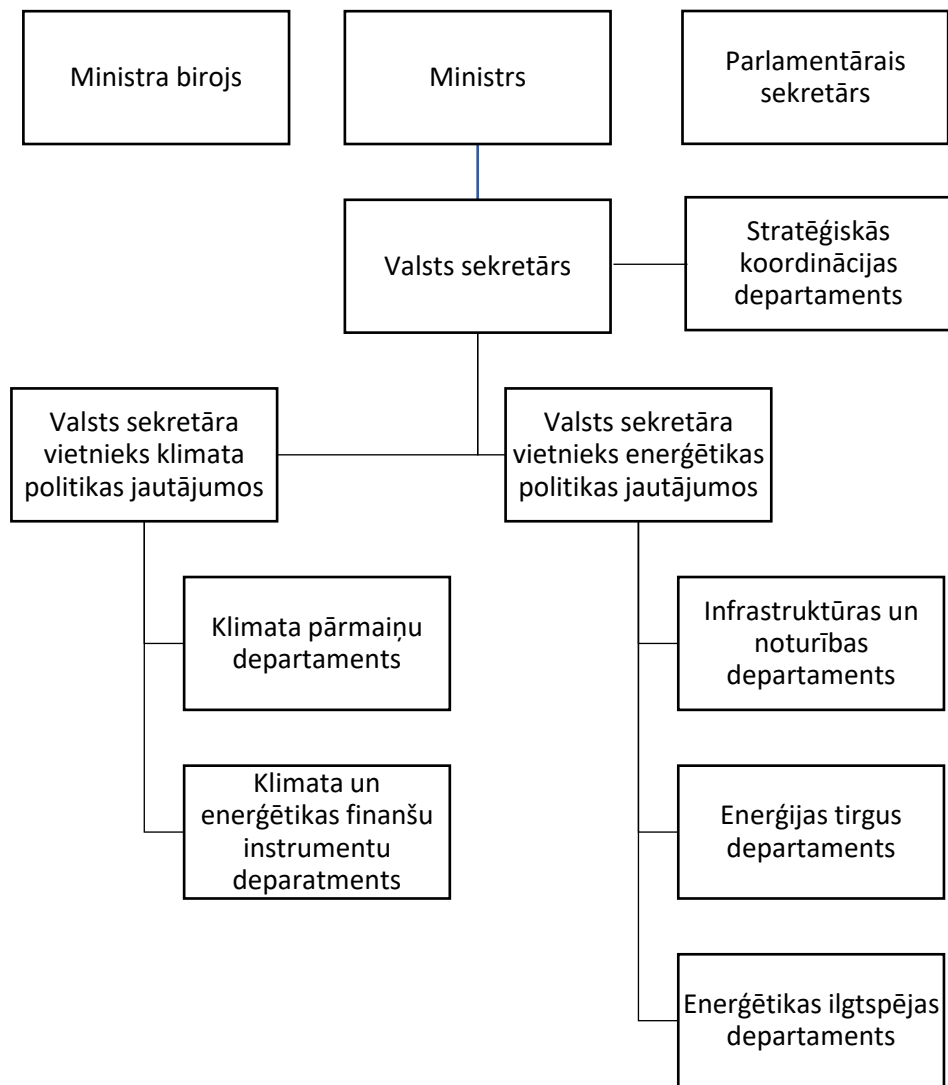 Ministra birojs
Ministrs
Parlamentārais
sekretārs
Valsts sekretārs
Stratēģiskās
koordinācijas
departaments
Valsts sekretāra
vietnieks klimata
politikas jautājumos
Valsts sekretāra
vietnieks enerģētikas
politikas jautājumos
Klimata pārmaiņu
departaments
Infrastruktūras un
noturības
departaments
Klimata un
enerģētikas finanšu
instrumentu
deparatments
Enerģijas tirgus
departaments
Enerģētikas ilgtspējas
departaments